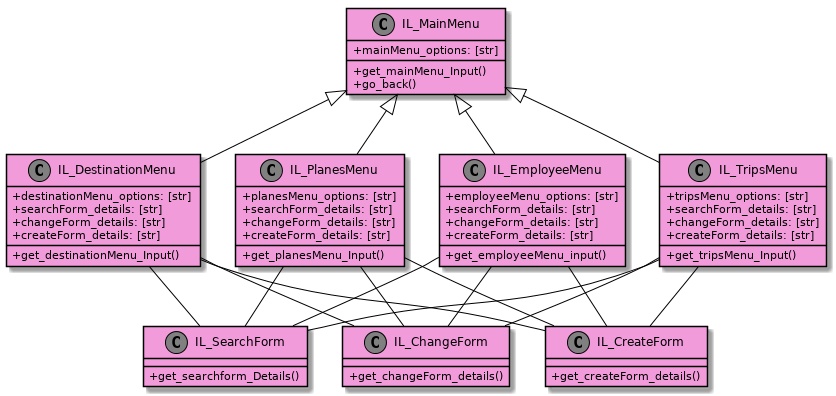 C IL_MainMenu
+mainMenu_options: [str]
+get_mainMenu_Input()
+go_back()
C IL_DestinationMenu
+destinationMenu_options: [str]
+searchForm_details: [str]
+changeForm_details: [str]
+createForm_details: [str]
+get_destinationMenu_Input()
C IL_PlanesMenu
+planesMenu_options: [str]
+searchForm_details: [str]
+changeForm_details: [str]
+createForm_details: [str]
+get_planesMenu_Input()
C IL_EmployeeMenu
+employeeMenu_options: [str]
+searchForm_details: [str]
+changeForm_details: [str]
+createForm_details: [str]
+get_employeeMenu_input()
C IL_TripsMenu
+tripsMenu_options: [str]
+searchForm_details: [str]
+changeForm_details: [str]
+createForm_details: [str]
+get_tripsMenu_Input()
C IL_SearchForm
+get_searchform_Details()
C IL_ChangeForm
+get_changeForm_details()
C IL_CreateForm
+get_createForm_details()